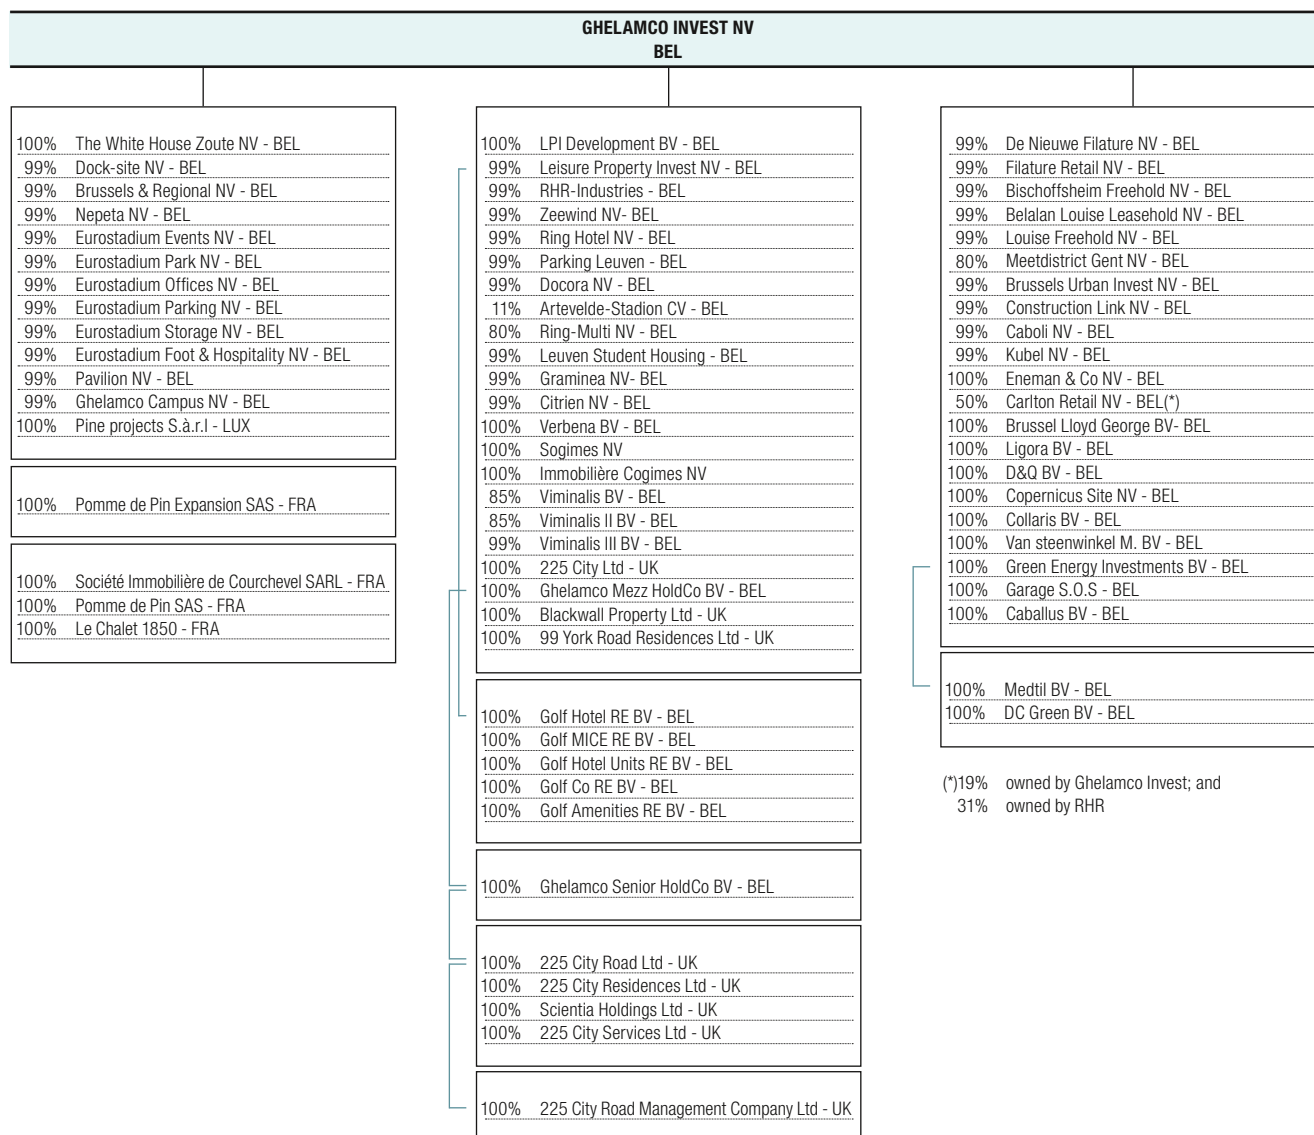 GHELAMCO INVEST NV
BEL
100% The White House Zoute NV - BEL
99% Dock-site NV - BEL
99% Brussels & Regional NV - BEL
99% Nepeta NV - BEL
99% Eurostadium Events NV - BEL
99% Eurostadium Park NV - BEL
99% Eurostadium Offices NV - BEL
99% Eurostadium Parking NV - BEL
99% Eurostadium Storage NV - BEL
99% Eurostadium Foot & Hospitality NV - BEL
99% Pavilion NV - BEL
99% Ghelamco Campus NV - BEL
100% Pine projects S.à.r.l - LUX
100% Pomme de Pin Expansion SAS - FRA
100% Société Immobilière de Courchevel SARL - FRA
100% Pomme de Pin SAS - FRA
100% Le Chalet 1850 - FRA
100% LPI Development BV - BEL
99% Leisure Property Invest NV - BEL
99% RHR-Industries - BEL
99% Zeewind NV- BEL
99% Ring Hotel NV - BEL
99% Parking Leuven - BEL
99% Docora NV - BEL
11% Artevelde-Stadion CV - BEL
80% Ring-Multi NV - BEL
99% Leuven Student Housing - BEL
99% Graminea NV- BEL
99% Citrien NV - BEL
100% Verbena BV - BEL
100% Sogimes NV
100% Immobilière Cogimes NV
85% Viminalis BV - BEL
85% Viminalis II BV - BEL
99% Viminalis III BV - BEL
100% 225 City Ltd - UK
100% Ghelamco Mezz HoldCo BV - BEL
100% Blackwall Property Ltd - UK
100% 99 York Road Residences Ltd - UK
100% Golf Hotel RE BV - BEL
100% Golf MICE RE BV - BEL
100% Golf Hotel Units RE BV - BEL
100% Golf Co RE BV - BEL
100% Golf Amenities RE BV - BEL
100% Ghelamco Senior HoldCo BV - BEL
100% 225 City Road Ltd - UK
100% 225 City Residences Ltd - UK
100% Scientia Holdings Ltd - UK
100% 225 City Services Ltd - UK
100% 225 City Road Management Company Ltd - UK
99% De Nieuwe Filature NV - BEL
99% Filature Retail NV - BEL
99% Bischoffsheim Freehold NV - BEL
99% Belalan Louise Leasehold NV - BEL
99% Louise Freehold NV - BEL
80% Meetdistrict Gent NV - BEL
99% Brussels Urban Invest NV - BEL
99% Construction Link NV - BEL
99% Caboli NV - BEL
99% Kubel NV - BEL
100% Eneman & Co NV - BEL
50% Carlton Retail NV - BEL(*)
100% Brussel Lloyd George BV- BEL
100% Ligora BV - BEL
100% D&Q BV - BEL
100% Copernicus Site NV - BEL
100% Collaris BV - BEL
100% Van steenwinkel M. BV - BEL
100% Green Energy Investments BV - BEL
100% Garage S.O.S - BEL
100% Caballus BV - BEL
100% Medtil BV - BEL
100% DC Green BV - BEL
(*)19% owned by Ghelamco Invest; and
31% owned by RHR